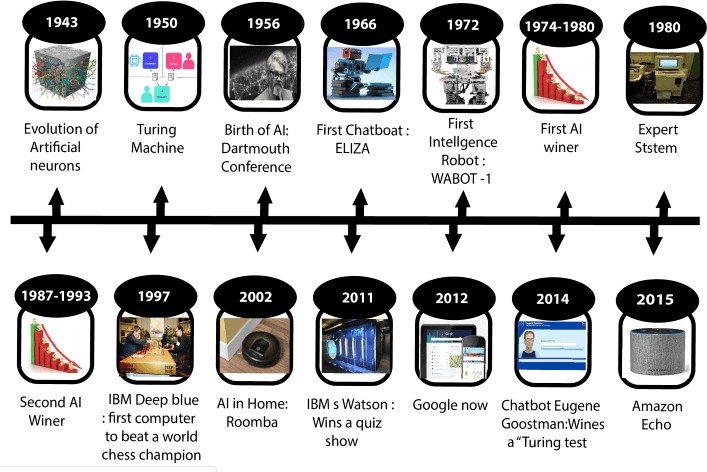 1943
1950
1956
1966
1972
1974-1980
1980
Evolution of
Artificial
neurons
Turing
Machine
Birth of AI:
Dartmouth
Conference
First Chatboat :
ELIZA
First
Intellgence
Robot :
WABOT -1
First AI
winer
Expert
Ststem
1987-1993
1997
2002
2011
2012
2014
2015
Second AI
Winer
IBM Deep blue
: first computer
to beat a world
chess champion
AI in Home:
Roomba
IBM s Watson :
Wins a quiz
show
Google now
Chatbot Eugene
Goostman:Wines
a “Turing test
Amazon
Echo